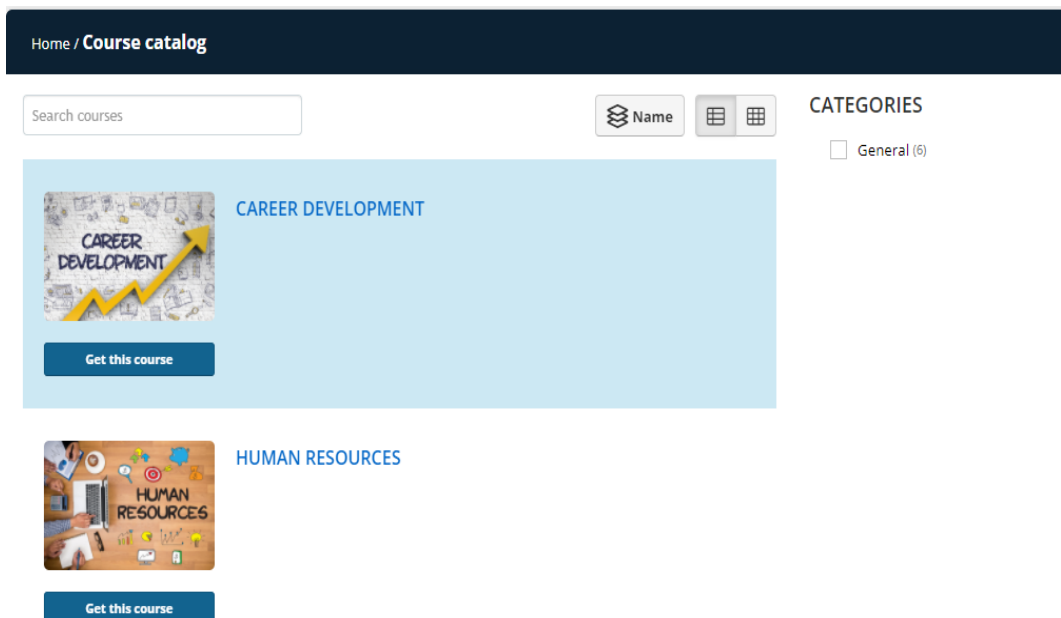 Home / Course catalog
Search courses
Name
CATEGORIES
General (6)
CAREER DEVELOPMENT
CAREER
DEVELOPMENT
Get this course
HUMAN RESOURCES
HUMAN
RESOURCES
Get this course